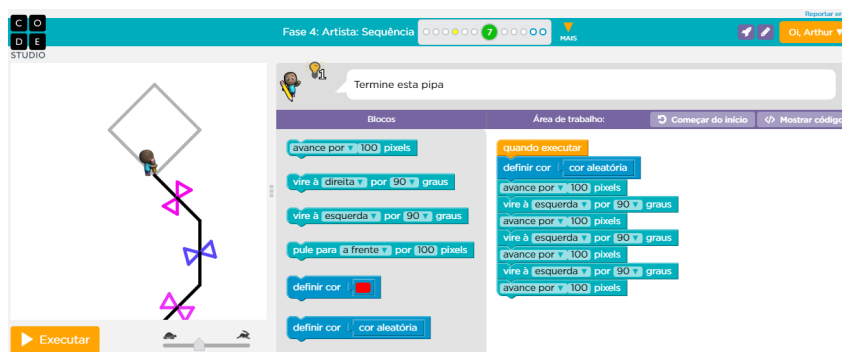 Reportar er
C O
D E
STUDIO
Fase 4: Artista: Sequência
7
MAIS
Oi, Arthur
1
Termine esta pipa
Blocos
Área de trabalho:
Começar do início
</> Mostrar código
avance por 100 pixels
vire à direita por 90 graus
vire à esquerda por 90 graus
pule para a frente por 100 pixels
definir cor
definir cor cor aleatória
quando executar
definir cor cor aleatória
avance por 100 pixels
vire à esquerda por 90 graus
avance por 100 pixels
vire à esquerda por 90 graus
avance por 100 pixels
vire à esquerda por 90 graus
avance por 100 pixels
Executar